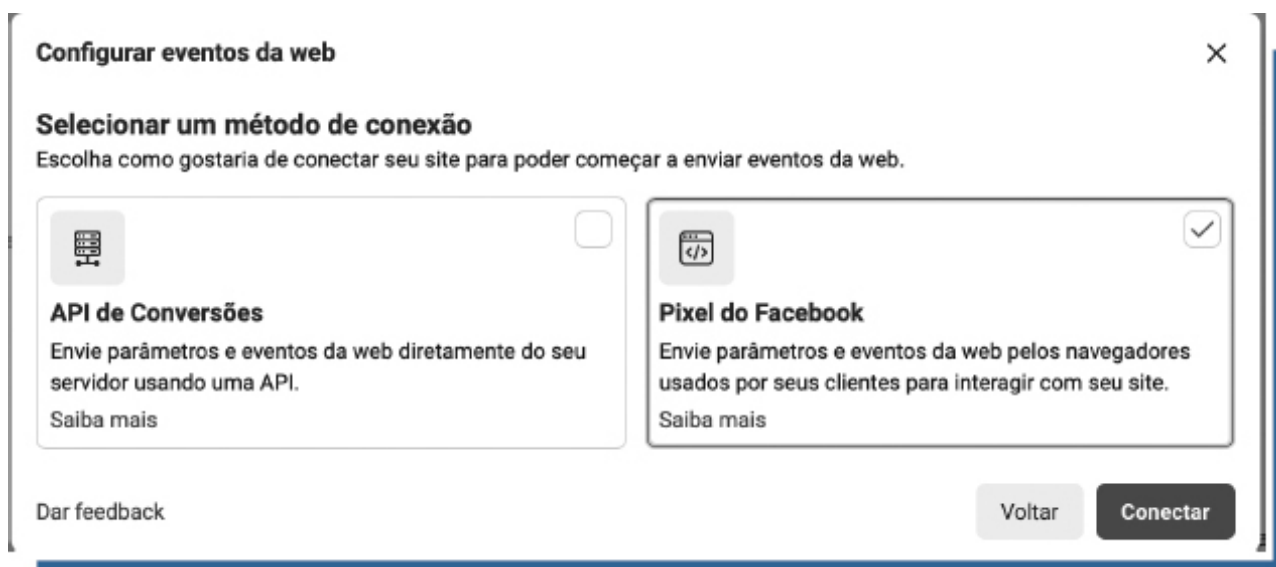 Configurar eventos da web
Selecionar um método de conexão
Escolha como gostaria de conectar seu site para poder começar a enviar eventos da web.
API de Conversões
Envie parâmetros e eventos da web diretamente do seu
servidor usando uma API.
Saiba mais
Pixel do Facebook
Envie parâmetros e eventos da web pelos navegadores
usados por seus clientes para interagir com seu site.
Saiba mais
Dar feedback
Voltar
Conectar